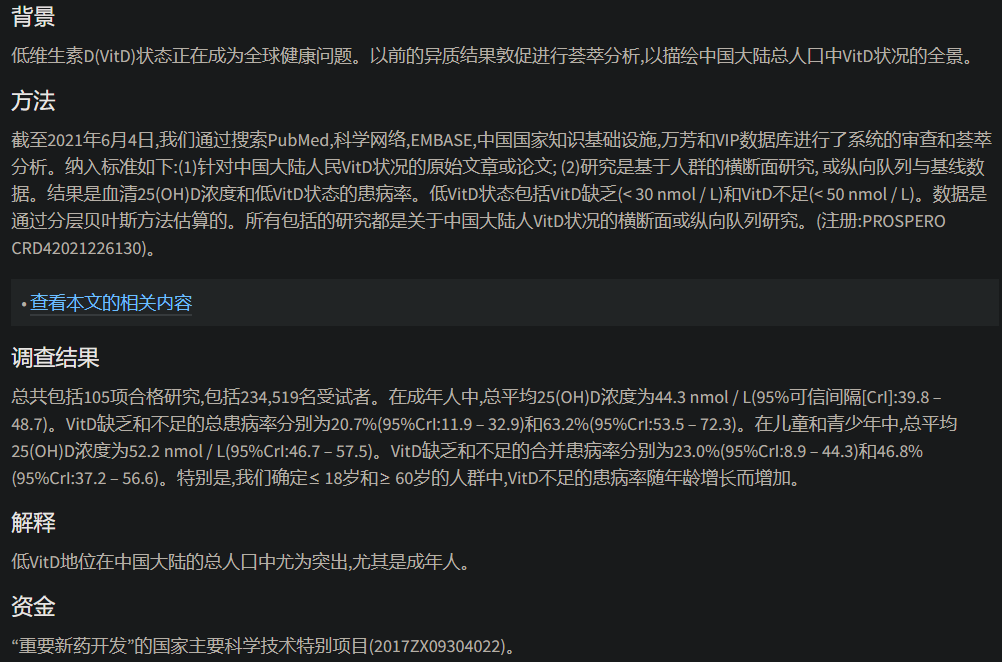 背景
低维生素D(VitD)状态正在成为全球健康问题。以前的异质结果敦促进行荟萃分析,以描绘中国大陆总人口中VitD状况的全景。
方法
截至2021年6月4日,我们通过搜索PubMed,科学网络,EMBASE,中国国家知识基础设施,万芳和VIP数据库进行了系统的审查和荟萃
分析。纳入标准如下:(1)针对中国大陆人民VitD状况的原始文章或论文; (2)研究是基于人群的横断面研究, 或纵向队列与基线数
据。结果是血清25(OH)D浓度和低VitD状态的患病率。低VitD状态包括VitD缺乏(< 30 nmol / L)和VitD不足(< 50 nmol / L)。数据是
通过分层贝叶斯方法估算的。所有包括的研究都是关于中国大陆人VitD状况的横断面或纵向队列研究。(注册:PROSPERO
CRD42021226130)。
• 查看本文的相关内容
调查结果
总共包括105项合格研究,包括234,519名受试者。在成年人中,总平均25(OH)D浓度为44.3 nmol / L(95%可信间隔[CrI]:39.8 –
48.7)。VitD缺乏和不足的总患病率分别为20.7%(95%CrI:11.9 – 32.9)和63.2%(95%CrI:53.5 – 72.3)。在儿童和青少年中,总平均
25(OH)D浓度为52.2 nmol / L(95%CrI:46.7 – 57.5)。VitD缺乏和不足的合并患病率分别为23.0%(95%CrI:8.9 – 44.3)和46.8%
(95%CrI:37.2 – 56.6)。特别是,我们确定≤ 18岁和≥ 60岁的人群中,VitD不足的患病率随年龄增长而增加。
解释
低VitD地位在中国大陆的总人口中尤为突出,尤其是成年人。
资金
“重要新药开发”的国家主要科学技术特别项目(2017ZX09304022)。